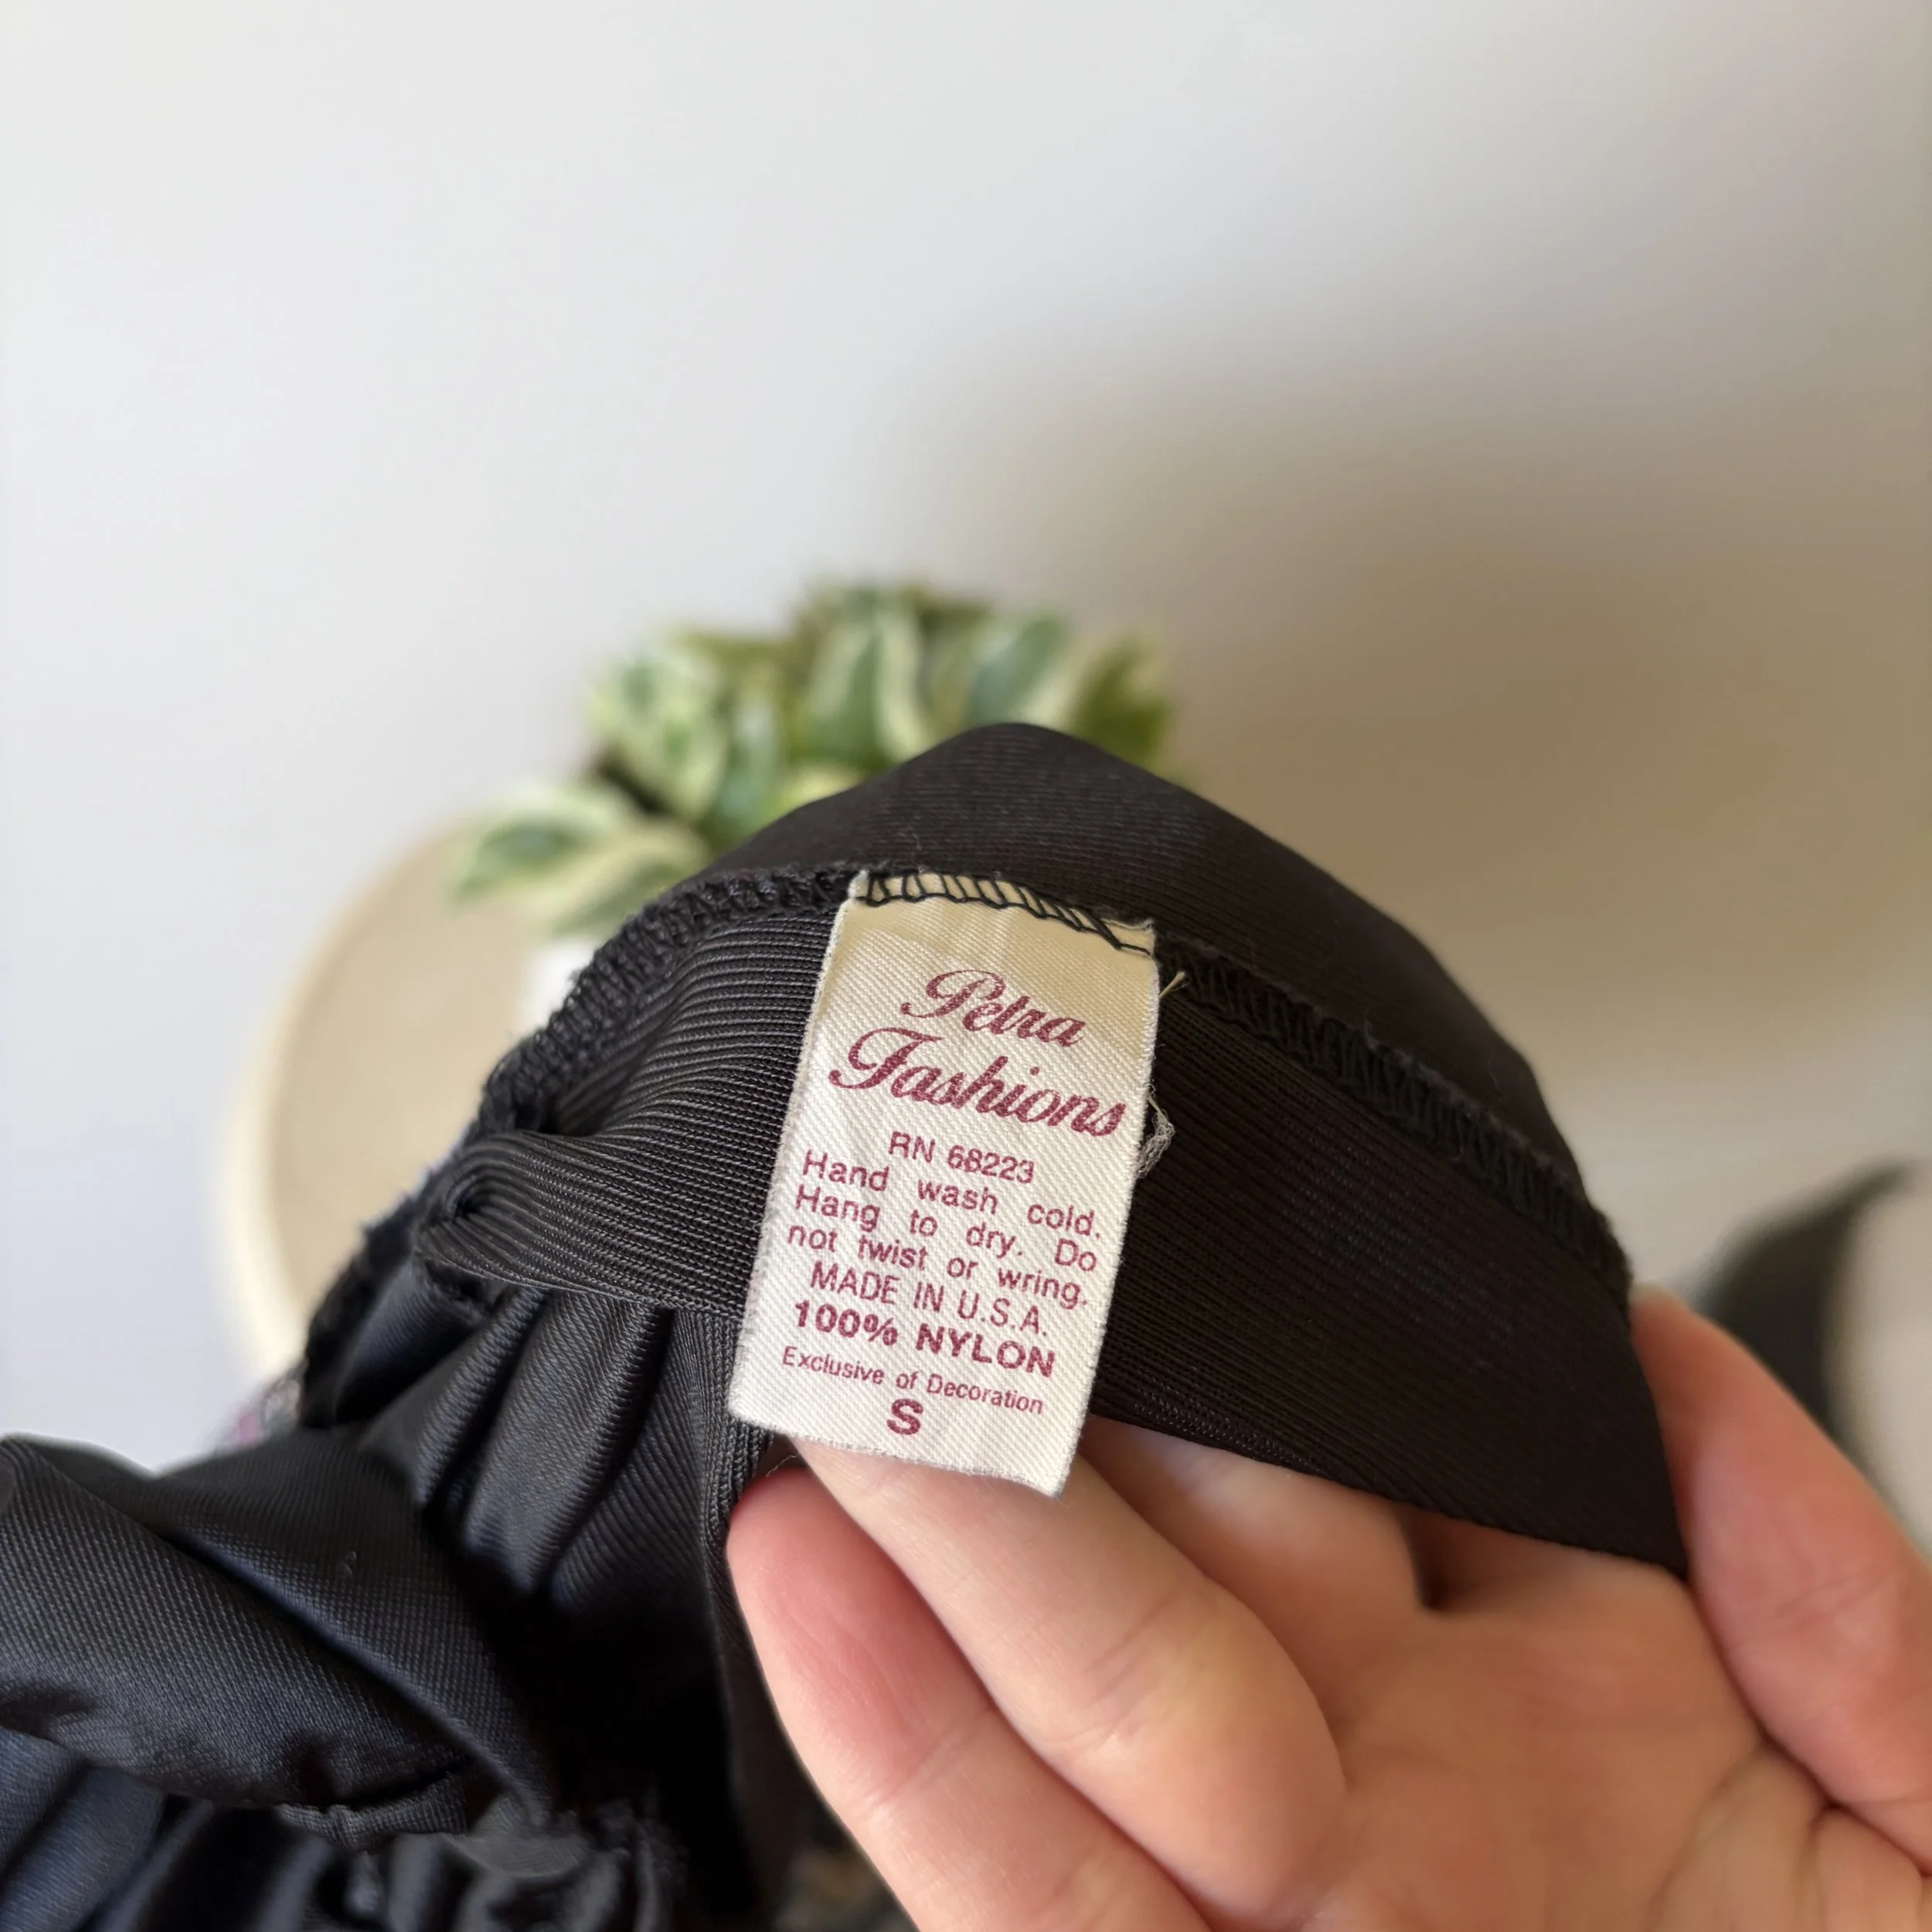 Petra
Fashions
RN 68223
Hand wash cold.
Hang to dry. Do
not twist or wring.
MADE IN U.S.A.
100% NYLON
Exclusive of Decoration
S